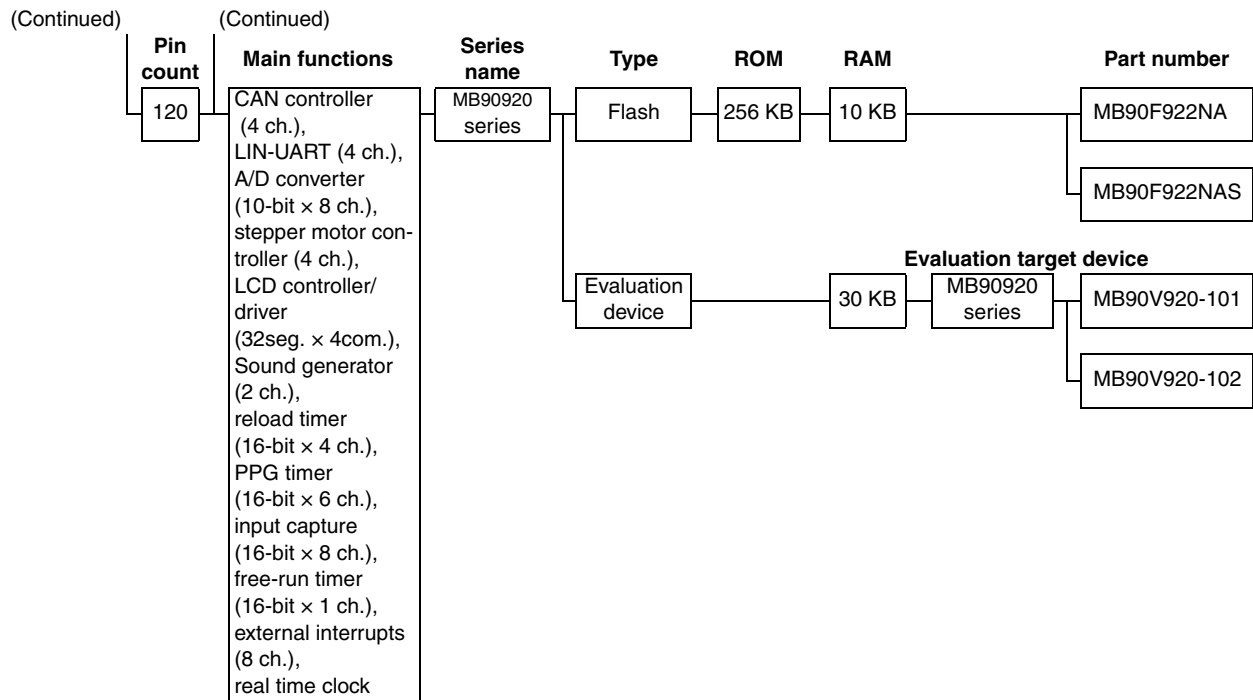 (Continued)
(Continued)
Pin
count
Main functions
Series
name
Type
ROM
RAM
Part number
120
CAN controller
(4 ch.),
LIN-UART (4 ch.),
A/D converter
(10-bit × 8 ch.),
stepper motor con-
troller (4 ch.),
LCD controller/
driver
(32seg. × 4com.),
Sound generator
(2 ch.),
reload timer
(16-bit × 4 ch.),
PPG timer
(16-bit × 6 ch.),
input capture
(16-bit × 8 ch.),
free-run timer
(16-bit × 1 ch.),
external interrupts
(8 ch.),
real time clock
MB90920
series
Flash
256 KB
10 KB
MB90F922NA
MB90F922NAS
Evaluation target device
Evaluation
device
30 KB
MB90920
series
MB90V920-101
MB90V920-102